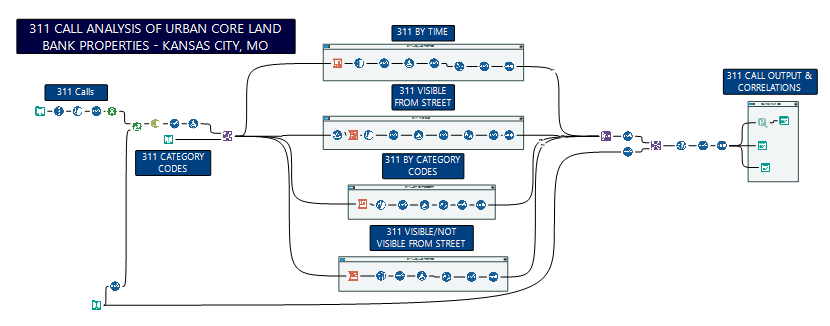 311 CALL ANALYSIS OF URBAN CORE LAND
BANK PROPERTIES - KANSAS CITY, MO
311 BY TIME
311 Calls
311 VISIBLE
FROM STREET
311 CALL OUTPUT &
CORRELATIONS
311 CATEGORY
CODES
311 BY CATEGORY
CODES
311 VISIBLE/NOT
VISIBLE FROM STREET